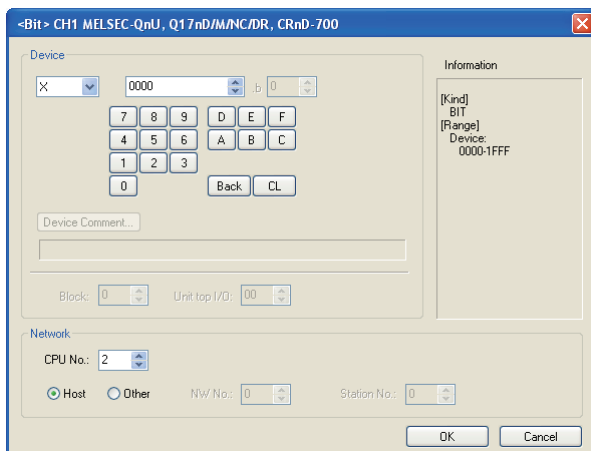 <Bit> CH1 MELSEC-QnU, Q17nD/M/NC/DR, CRnD-700
Device
X 0000 .b 0
7 8 9 D E F
4 5 6 A B C
1 2 3
0 Back CL
Device Comment...
Block: 0 Unit top I/O: 00
Information
[Kind]
BIT
[Range]
Device:
0000-1FFF
Network
CPU No.: 2
Host Other NW No.: 0 Station No.: 0
OK Cancel